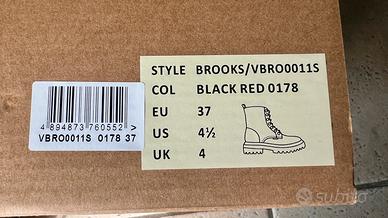 STYLE BROOKS/VBRO0011S
COL BLACK RED 0178
EU 37
US 4½
UK 4
4 894873 760552 >
VBRO0011S 0178 37
subito